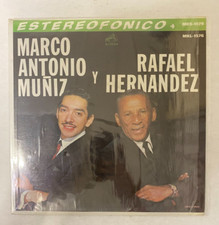 ESTEREOFONICO
MARCO
ANTONIO
MUÑIZ
Y
RAFAEL
HERNANDEZ